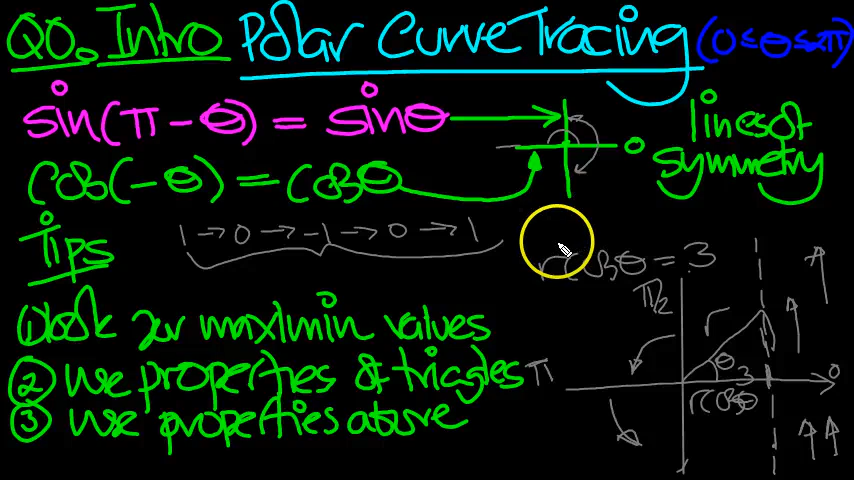 Q0. Intro Polar Curve Tracing (0≤θ≤2π)
sin(π-θ) = sinθ
lines of symmetry
cos(-θ) = cosθ
0
Tips
1 → 0 → -1 → 0 → 1
rcosθ = 3
① look for max/min values
② use properties of triagles
③ use properties above
π/2
r
θ
π
3
0
rcosθ